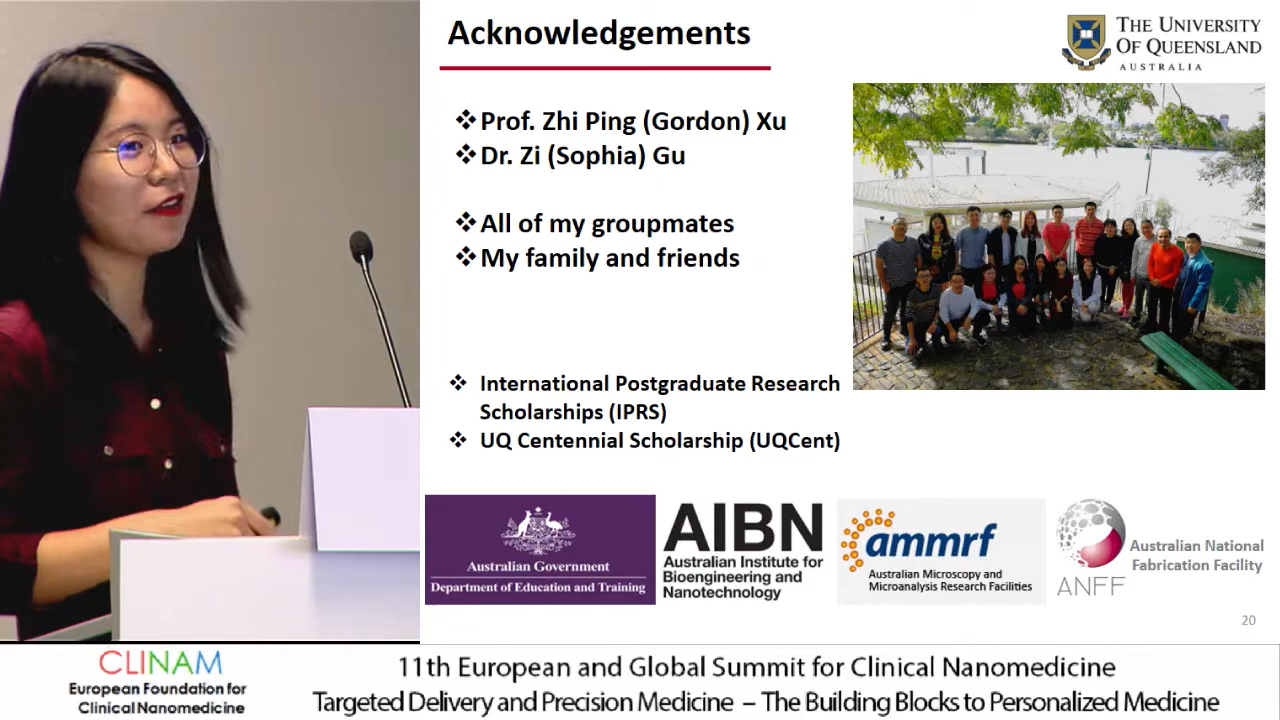 Acknowledgements
THE UNIVERSITY
OF QUEENSLAND
AUSTRALIA
❖Prof. Zhi Ping (Gordon) Xu
❖Dr. Zi (Sophia) Gu
❖All of my groupmates
❖My family and friends
❖ International Postgraduate Research
Scholarships (IPRS)
❖ UQ Centennial Scholarship (UQCent)
Australian Government
Department of Education and Training
AIBN
Australian Institute for
Bioengineering and
Nanotechnology
ammrf
Australian Microscopy and
Microanalysis Research Facilities
ANFF
Australian National
Fabrication Facility
20
CLINAM
European Foundation for
Clinical Nanomedicine
11th European and Global Summit for Clinical Nanomedicine
Targeted Delivery and Precision Medicine – The Building Blocks to Personalized Medicine